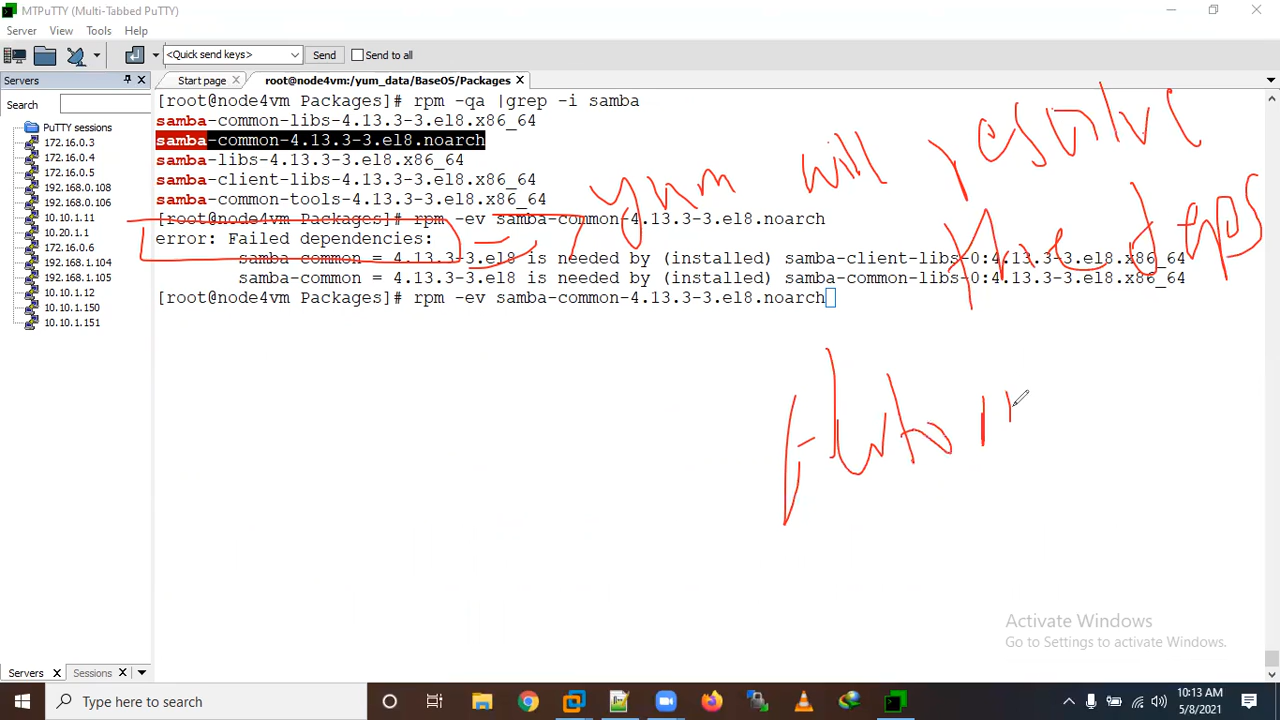 MTPuTTY (Multi-Tabbed PuTTY)
Server View Tools Help
<Quick send keys> Send Send to all
Servers
Start page root@node4vm:/yum_data/BaseOS/Packages
Search
PuTTY sessions
172.16.0.3
172.16.0.4
172.16.0.5
192.168.0.108
192.168.0.106
10.10.1.11
10.20.1.1
172.16.0.6
192.168.1.104
192.168.1.105
10.10.1.12
10.10.1.150
10.10.1.151
[root@node4vm Packages]# rpm -qa |grep -i samba
samba-common-libs-4.13.3-3.el8.x86_64
samba-common-4.13.3-3.el8.noarch
samba-libs-4.13.3-3.el8.x86_64
samba-client-libs-4.13.3-3.el8.x86_64
samba-common-tools-4.13.3-3.el8.x86_64
[root@node4vm Packages]# rpm -ev samba-common-4.13.3-3.el8.noarch
error: Failed dependencies:
samba-common = 4.13.3-3.el8 is needed by (installed) samba-client-libs-0:4.13.3-3.el8.x86_64
samba-common = 4.13.3-3.el8 is needed by (installed) samba-common-libs-0:4.13.3-3.el8.x86_64
[root@node4vm Packages]# rpm -ev samba-common-4.13.3-3.el8.noarch
yum will resolve
the deps
Activate Windows
Go to Settings to activate Windows.
Servers Sessions
Type here to search
10:13 AM
5/8/2021